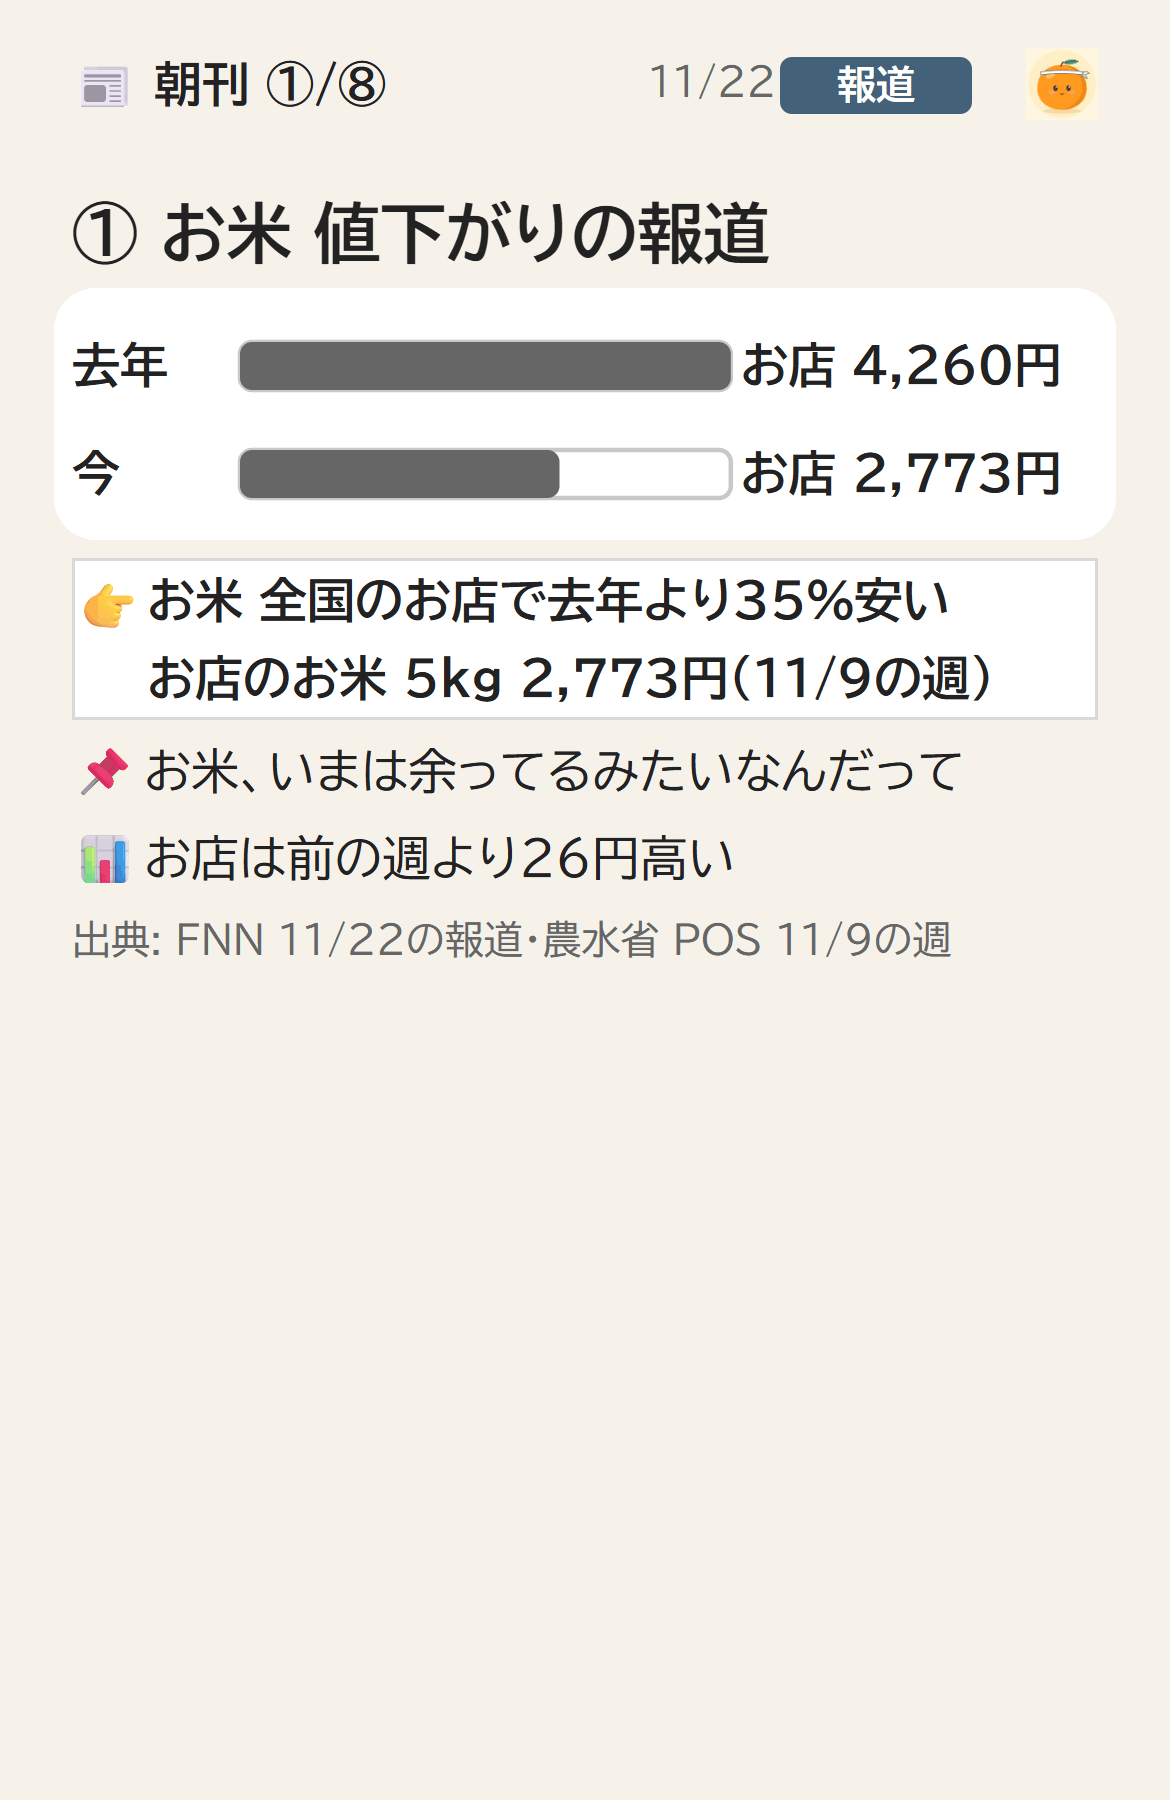 朝刊 ①/⑧ 11/22 報道
① お米 値下がりの報道
去年 お店 4,260円
今 お店 2,773円
お米 全国のお店で去年より35%安い
お店のお米 5kg 2,773円(11/9の週)
お米、いまは余ってるみたいなんだって
お店は前の週より26円高い
出典: FNN 11/22の報道・農水省 POS 11/9の週